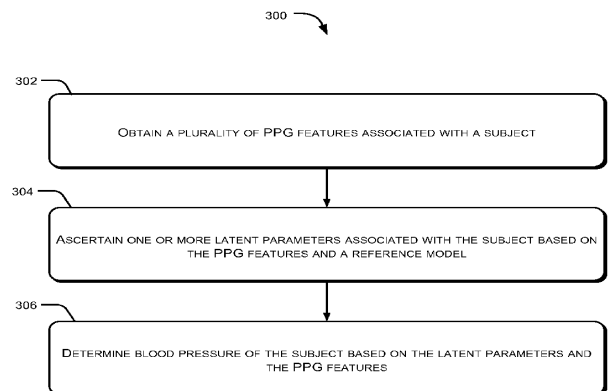 300
302
OBTAIN A PLURALITY OF PPG FEATURES ASSOCIATED WITH A SUBJECT
304
ASCERTAIN ONE OR MORE LATENT PARAMETERS ASSOCIATED WITH THE SUBJECT BASED ON
THE PPG FEATURES AND A REFERENCE MODEL
306
DETERMINE BLOOD PRESSURE OF THE SUBJECT BASED ON THE LATENT PARAMETERS AND
THE PPG FEATURES